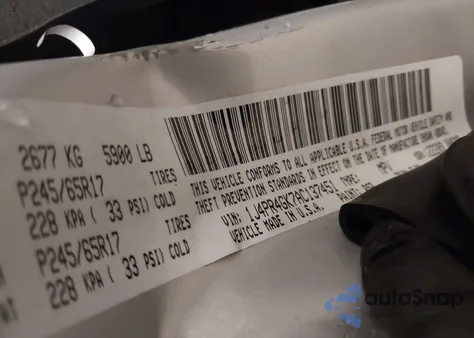 2677 KG 5900 LB
P245/65R17 TIRES
228 KPA ( 33 PSI) COLD
P245/65R17 TIRES
228 KPA ( 33 PSI) COLD
THIS VEHICLE CONFORMS TO ALL APPLICABLE U.S.A. FEDERAL MOTOR VEHICLE SAFETY AND
THEFT PREVENTION STANDARDS IN EFFECT ON THE DATE OF MANUFACTURE SHOWN ABOVE.
VIN: 1J4PR4GK7AC137451 TYPE: MPV
VEHICLE MADE IN U.S.A. PAINT:
autoSnap